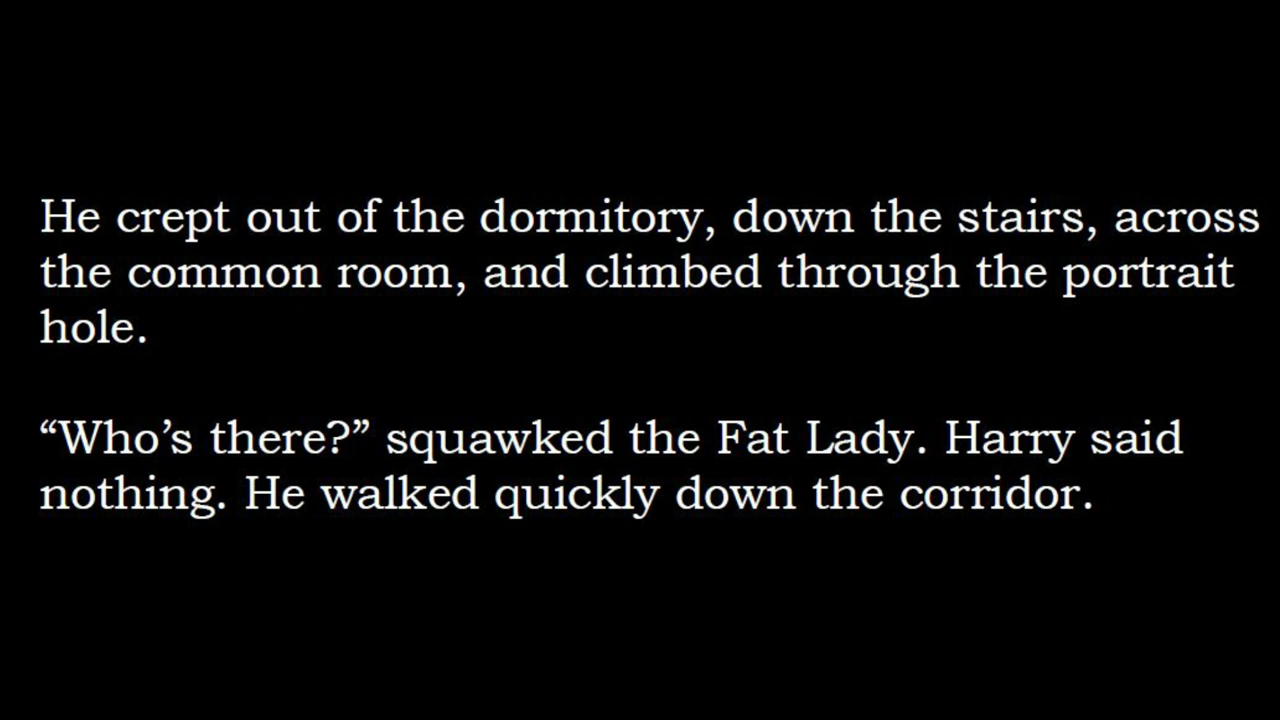 He crept out of the dormitory, down the stairs, across
the common room, and climbed through the portrait
hole.
“Who’s there?” squawked the Fat Lady. Harry said
nothing. He walked quickly down the corridor.